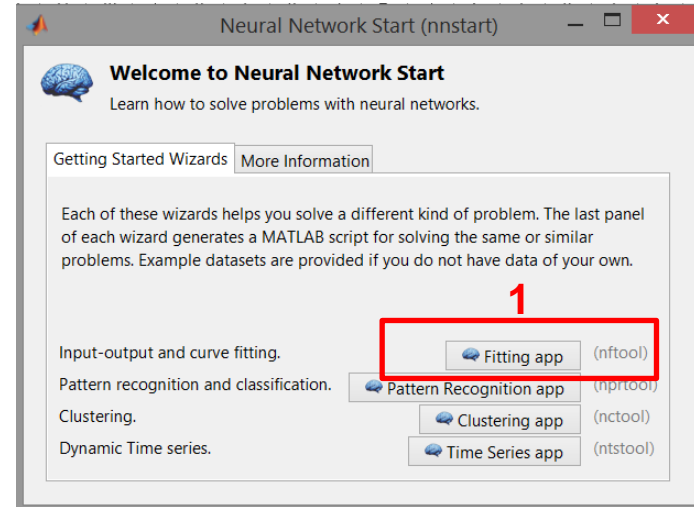 Neural Network Start (nnstart)
Welcome to Neural Network Start
Learn how to solve problems with neural networks.
Getting Started Wizards More Information
Each of these wizards helps you solve a different kind of problem. The last panel
of each wizard generates a MATLAB script for solving the same or similar
problems. Example datasets are provided if you do not have data of your own.
1
Input-output and curve fitting. Fitting app (nftool)
Pattern recognition and classification. Pattern Recognition app (nprtool)
Clustering. Clustering app (nctool)
Dynamic Time series. Time Series app (ntstool)